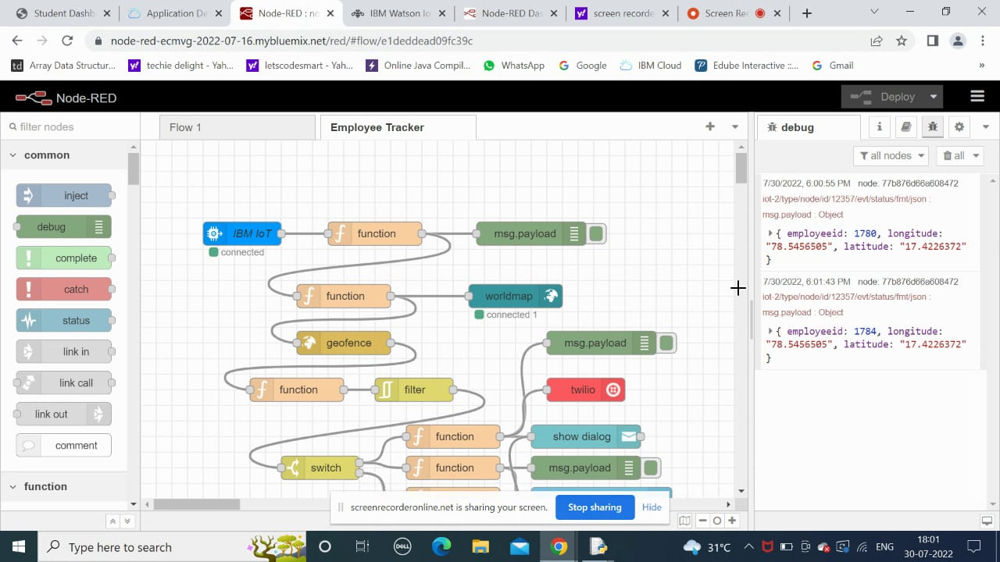 Student Dashb
Application De
Node-RED : no
IBM Watson Io
Node-RED Das
screen recorde
Screen Rec
node-red-ecmvg-2022-07-16.mybluemix.net/red/#flow/e1deddead09fc39c
td Array Data Structur...
techie delight - Yah...
letscodesmart - Yah...
Online Java Compil...
WhatsApp
Google
IBM Cloud
Edube Interactive ::...
Gmail
»
Node-RED
Deploy
filter nodes
Flow 1
Employee Tracker
debug
common
all nodes
all
inject
debug
complete
catch
status
link in
link call
link out
comment
function
IBM IoT
connected
function
msg.payload
function
worldmap
connected 1
geofence
msg.payload
function
filter
twilio
function
show dialog
switch
function
msg.payload
7/30/2022, 6:00:55 PM node: 77b876d66a608472
iot-2/type/node/id/12357/evt/status/fmt/json :
msg.payload : Object
{ employeeid: 1780, longitude:
"78.5456505", latitude: "17.4226372"
}
7/30/2022, 6:01:43 PM node: 77b876d66a608472
iot-2/type/node/id/12357/evt/status/fmt/json :
msg.payload : Object
{ employeeid: 1784, longitude:
"78.5456505", latitude: "17.4226372"
}
screenrecorderonline.net is sharing your screen.
Stop sharing
Hide
Type here to search
DELL
31°C
ENG
18:01
30-07-2022